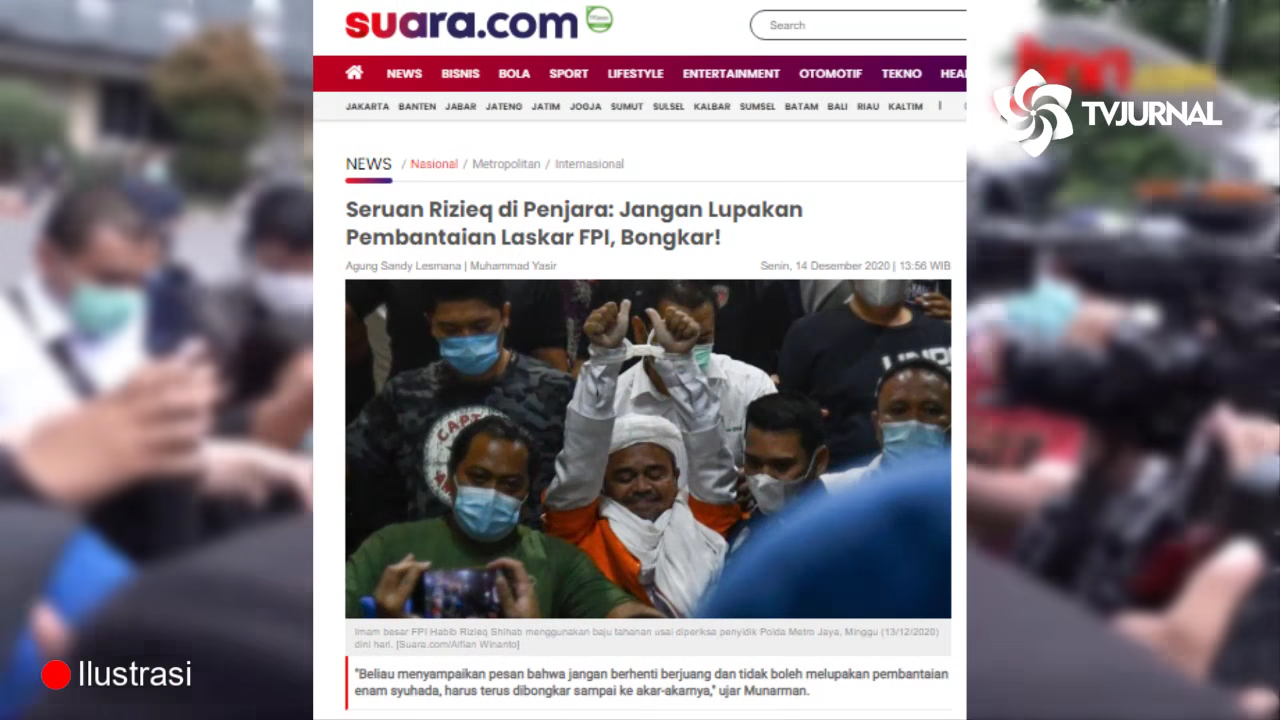 suara.com
Search
NEWS BISNIS BOLA SPORT LIFESTYLE ENTERTAINMENT OTOMOTIF TEKNO HEAL
JAKARTA BANTEN JABAR JATENG JATIM JOGJA SUMUT SULSEL KALBAR SUMSEL BATAM BALI RIAU KALTIM |
TVJURNAL
NEWS / Nasional / Metropolitan / Internasional
Seruan Rizieq di Penjara: Jangan Lupakan
Pembantaian Laskar FPI, Bongkar!
Agung Sandy Lesmana | Muhammad Yasir
Senin, 14 Desember 2020 | 13:56 WIB
CAPT
Imam besar FPI Habib Rizieq Shihab menggunakan baju tahanan usai diperiksa penyidik Polda Metro Jaya, Minggu (13/12/2020)
dini hari. [Suara.com/Alfian Winanto]
"Beliau menyampaikan pesan bahwa jangan berhenti berjuang dan tidak boleh melupakan pembantaian
enam syuhada, harus terus dibongkar sampai ke akar-akarnya," ujar Munarman.
Ilustrasi